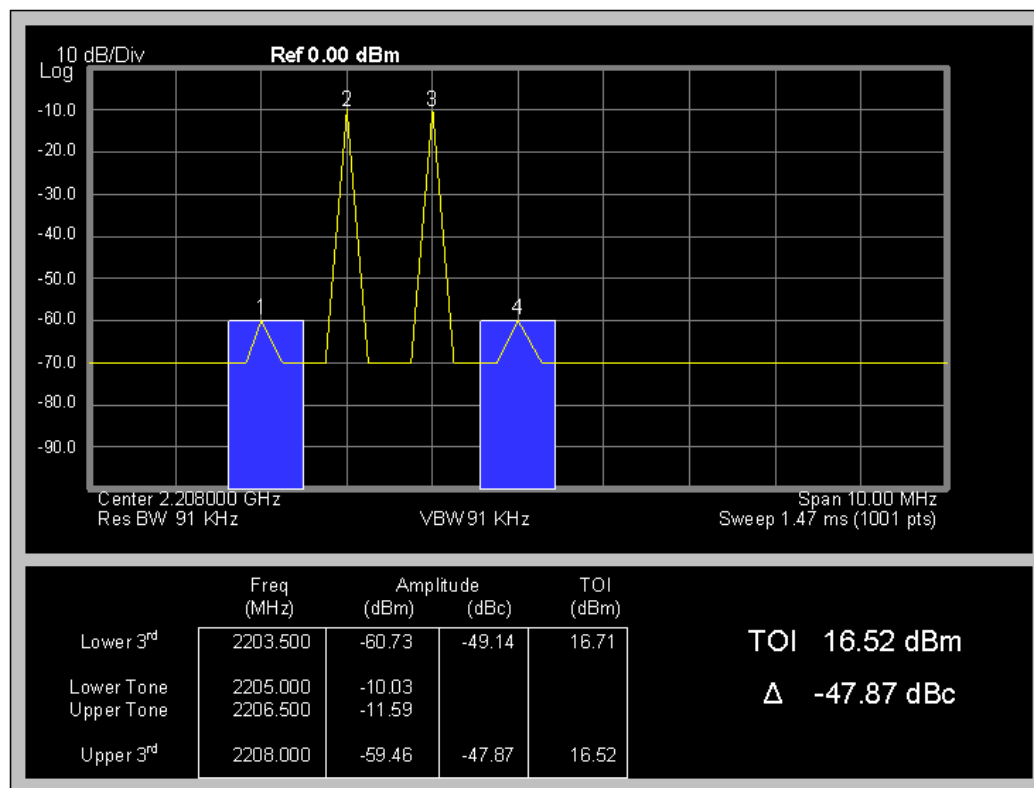 10 dB/Div Ref 0.00 dBm
Log
2 3
-10.0
-20.0
-30.0
-40.0
-50.0
1 4
-60.0
-70.0
-80.0
-90.0
Center 2.208000 GHz Span 10.00 MHz
Res BW 91 KHz VBW 91 KHz Sweep 1.47 ms (1001 pts)
Freq Amplitude TOI
(MHz) (dBm) (dBc) (dBm)
Lower 3rd 2203.500 -60.73 -49.14 16.71
Lower Tone 2205.000 -10.03
Upper Tone 2206.500 -11.59
Upper 3rd 2208.000 -59.46 -47.87 16.52
TOI 16.52 dBm
Δ -47.87 dBc